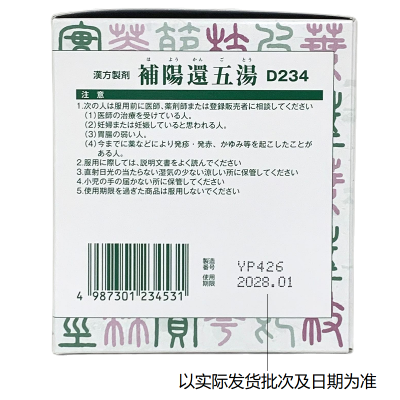 ほ よう かん ご とう
漢方製剤 補陽還五湯 D234
注意
1.次の人は服用前に医師、薬剤師または登録販売者に相談してください
(1)医師の治療を受けている人。
(2)妊婦または妊娠していると思われる人。
(3)胃腸の弱い人。
(4)今までに薬などにより発疹・発赤、かゆみ等を起こしたことが
ある人。
2.服用に際しては、説明文書をよく読んでください
3.直射日光の当たらない湿気の少ない涼しい所に保管してください
4.小児の手の届かない所に保管してください
5.使用期限を過ぎた商品は服用しないでください
製造
番号 YP426
使用
期限 2028.01
4 987301 234531
以实际发货批次及日期为准